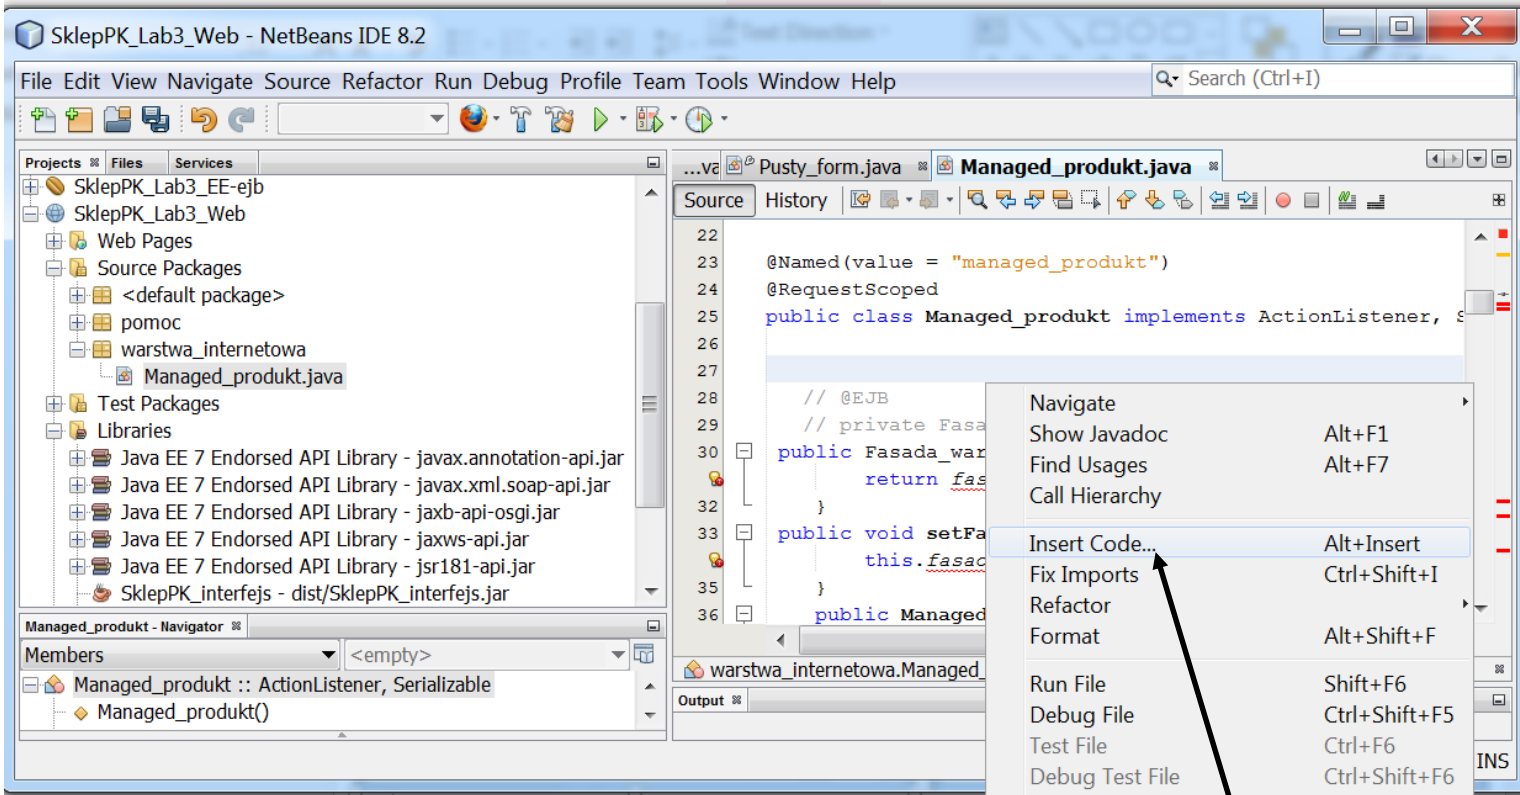 SklepPK_Lab3_Web - NetBeans IDE 8.2
File Edit View Navigate Source Refactor Run Debug Profile Team Tools Window Help
Search (Ctrl+I)
Projects Files Services
SklepPK_Lab3_EE-ejb
SklepPK_Lab3_Web
Web Pages
Source Packages
<default package>
pomoc
warstwa_internetowa
Managed_produkt.java
Test Packages
Libraries
Java EE 7 Endorsed API Library - javax.annotation-api.jar
Java EE 7 Endorsed API Library - javax.xml.soap-api.jar
Java EE 7 Endorsed API Library - jaxb-api-osgi.jar
Java EE 7 Endorsed API Library - jaxws-api.jar
Java EE 7 Endorsed API Library - jsr181-api.jar
SklepPK_interfejs - dist/SklepPK_interfejs.jar
Managed_produkt - Navigator
Members <empty>
Managed_produkt :: ActionListener, Serializable
Managed_produkt()
...va Pusty_form.java Managed_produkt.java
Source History
22
23 @Named(value = "managed_produkt")
24 @RequestScoped
25 public class Managed_produkt implements ActionListener, S
26
27
28 // @EJB
29 // private Fasa
30 public Fasada_war
return fas
32 }
33 public void setFa
this.fasac
35 }
36 public Managed
warstwa_internetowa.Managed_
Output
Navigate
Show Javadoc Alt+F1
Find Usages Alt+F7
Call Hierarchy
Insert Code... Alt+Insert
Fix Imports Ctrl+Shift+I
Refactor
Format Alt+Shift+F
Run File Shift+F6
Debug File Ctrl+Shift+F5
Test File Ctrl+F6
Debug Test File Ctrl+Shift+F6
INS